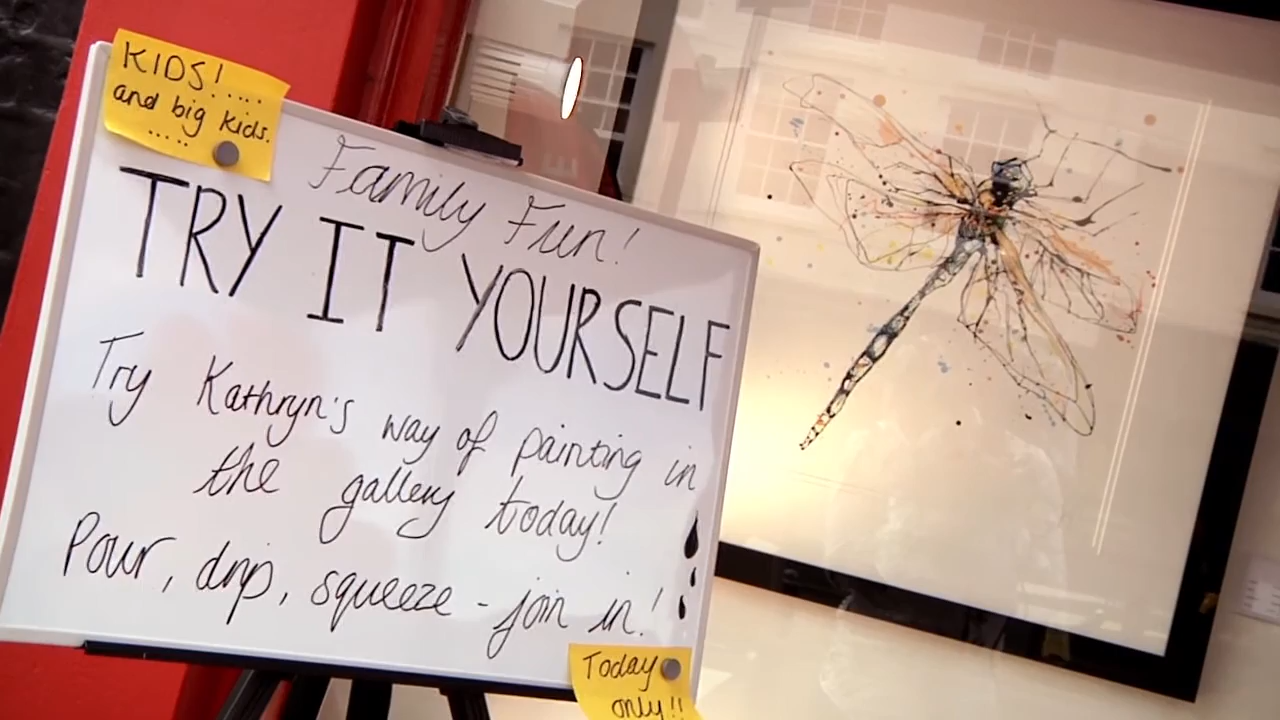 KIDS!.....
and big kids.
.....
Family Fun!
TRY IT YOURSELF
Try Kathryn's way of painting in
the gallery today!
Pour, drip, squeeze - join in!
Today
only!!